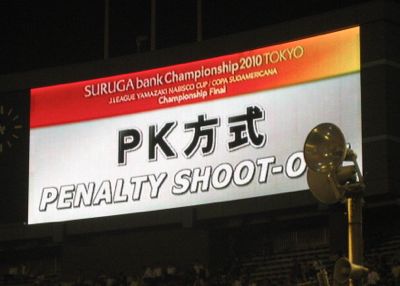 SURUGA bank Championship 2010 TOKYO
J.LEAGUE YAMAZAKI NABISCO CUP / COPA SUDAMERICANA
Championship Final
PK方式
PENALTY SHOOT-O